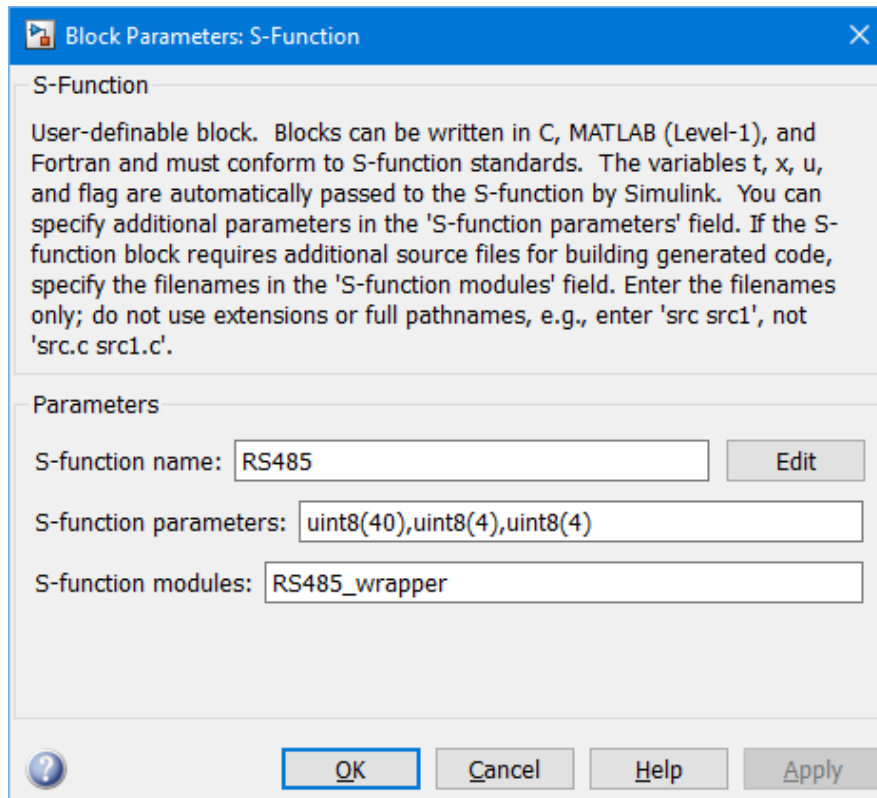 Block Parameters: S-Function
S-Function
User-definable block.  Blocks can be written in C, MATLAB (Level-1), and
Fortran and must conform to S-function standards.  The variables t, x, u,
and flag are automatically passed to the S-function by Simulink.  You can
specify additional parameters in the 'S-function parameters' field. If the S-
function block requires additional source files for building generated code,
specify the filenames in the 'S-function modules' field. Enter the filenames
only; do not use extensions or full pathnames, e.g., enter 'src src1', not
'src.c src1.c'.
Parameters
S-function name: RS485 Edit
S-function parameters: uint8(40),uint8(4),uint8(4)
S-function modules: RS485_wrapper
? OK Cancel Help Apply